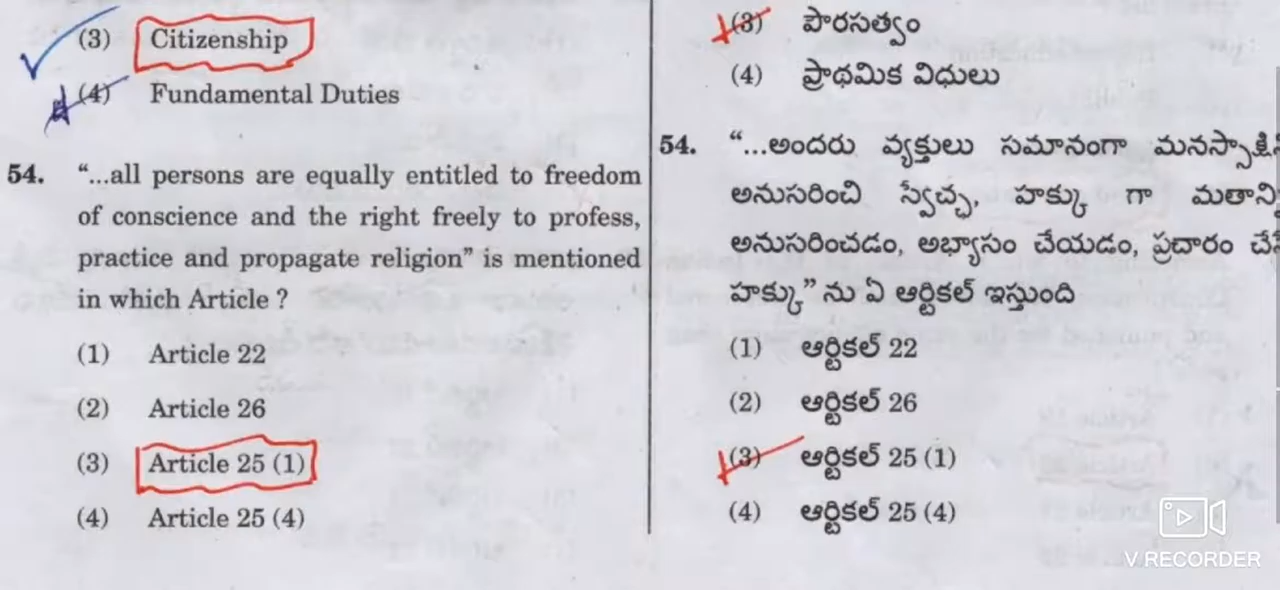 (3) Citizenship
(4) Fundamental Duties
54. “...all persons are equally entitled to freedom
of conscience and the right freely to profess,
practice and propagate religion” is mentioned
in which Article ?
(1) Article 22
(2) Article 26
(3) Article 25 (1)
(4) Article 25 (4)
(3) పౌరసత్వం
(4) ప్రాథమిక విధులు
54. “...అందరు వ్యక్తులు సమానంగా
అనుసరించి స్వేచ్ఛ, హక్కు గా
అనుసరించడం, అభ్యాసం చేయడం, ప్రచారం
హక్కు” ను ఏ ఆర్టికల్ ఇస్తుంది
(1) ఆర్టికల్ 22
(2) ఆర్టికల్ 26
(3) ఆర్టికల్ 25 (1)
(4) ఆర్టికల్ 25 (4)
V RECORDER